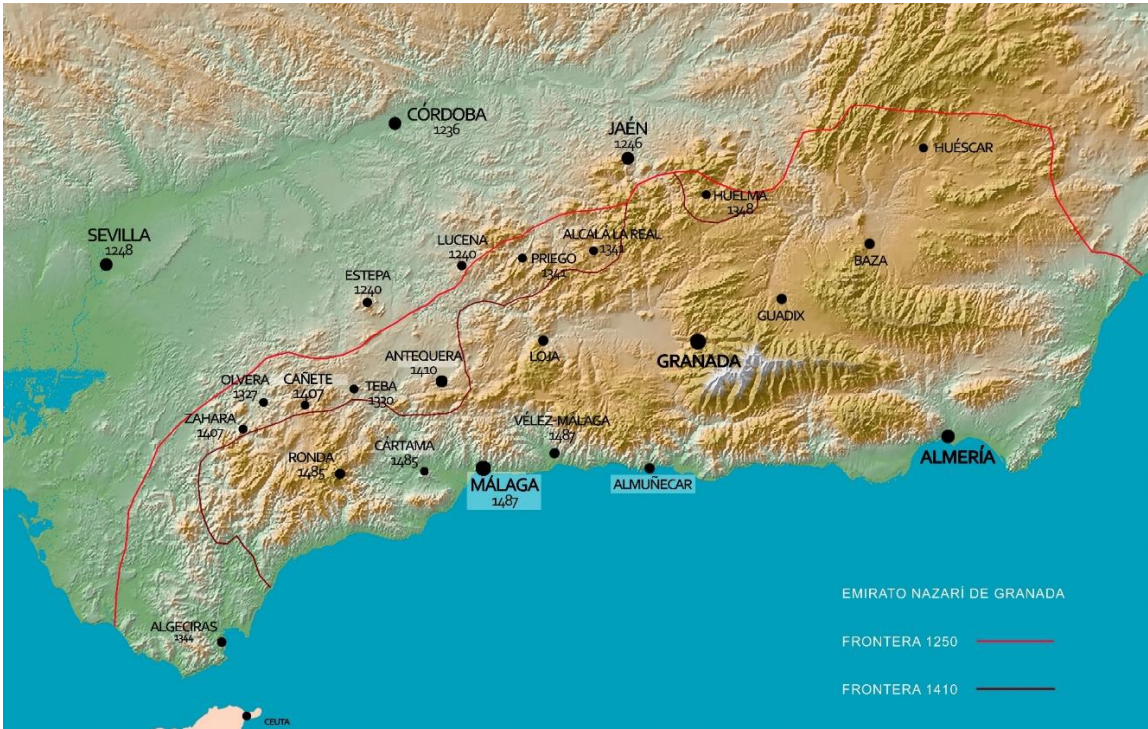 CÓRDOBA
1236
JAÉN
1246
HUÉSCAR
HUELMA
1348
SEVILLA
1248
LUCENA
1240
PRIEGO
1341
ALCALÁ LA REAL
1341
BAZA
ESTEPA
1240
GUADIX
ANTEQUERA
1410
LOJA
GRANADA
OLVERA
1327
CAÑETE
1407
TEBA
1330
ZAHARA
1407
RONDA
1485
CÁRTAMA
1485
VÉLEZ-MÁLAGA
1487
MÁLAGA
1487
ALMUÑECAR
ALMERÍA
ALGECIRAS
1344
CEUTA
EMIRATO NAZARÍ DE GRANADA
FRONTERA 1250
FRONTERA 1410